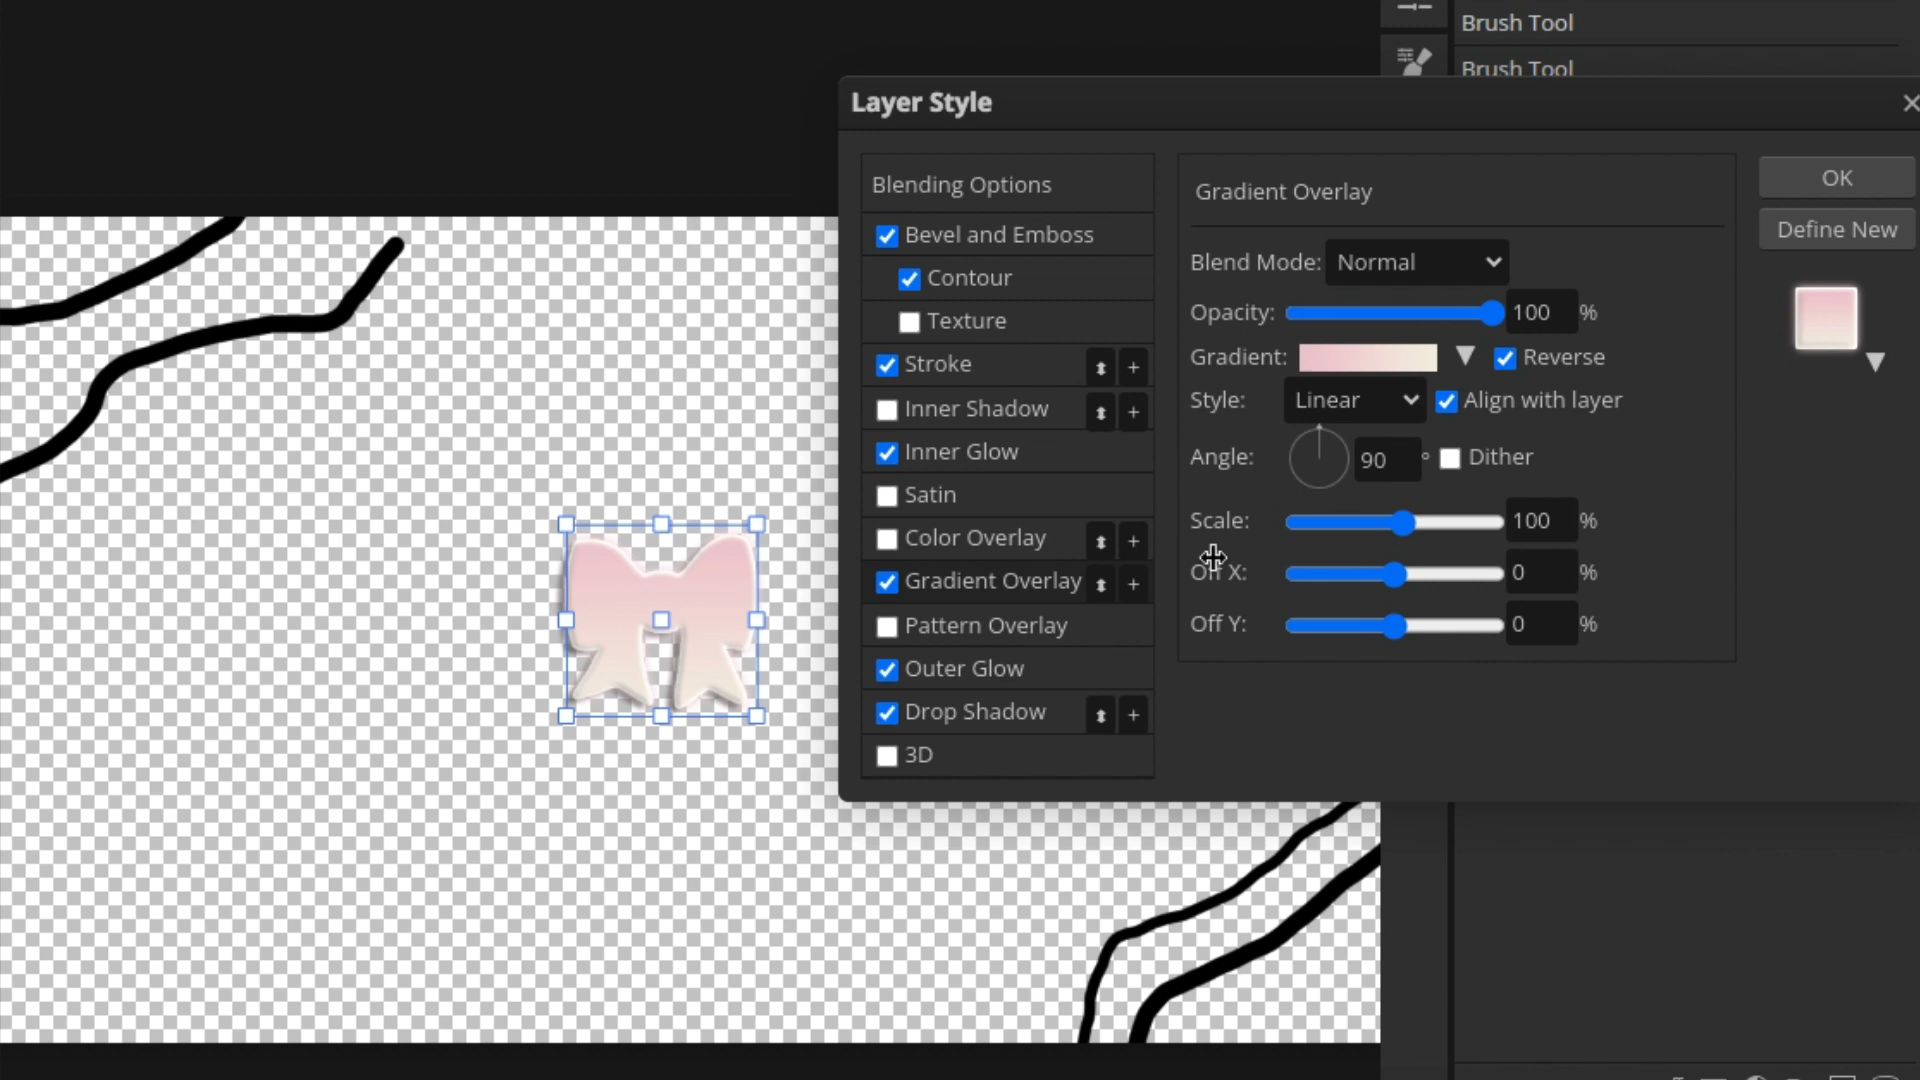 Brush Tool
Brush Tool
Layer Style
Blending Options
Bevel and Emboss
Contour
Texture
Stroke
+
Inner Shadow
+
Inner Glow
Satin
Color Overlay
+
Gradient Overlay
+
Pattern Overlay
Outer Glow
Drop Shadow
+
3D
Gradient Overlay
Blend Mode: Normal
Opacity: 100 %
Gradient: Reverse
Style: Linear Align with layer
Angle: 90 ° Dither
Scale: 100 %
Off X: 0 %
Off Y: 0 %
OK
Define New